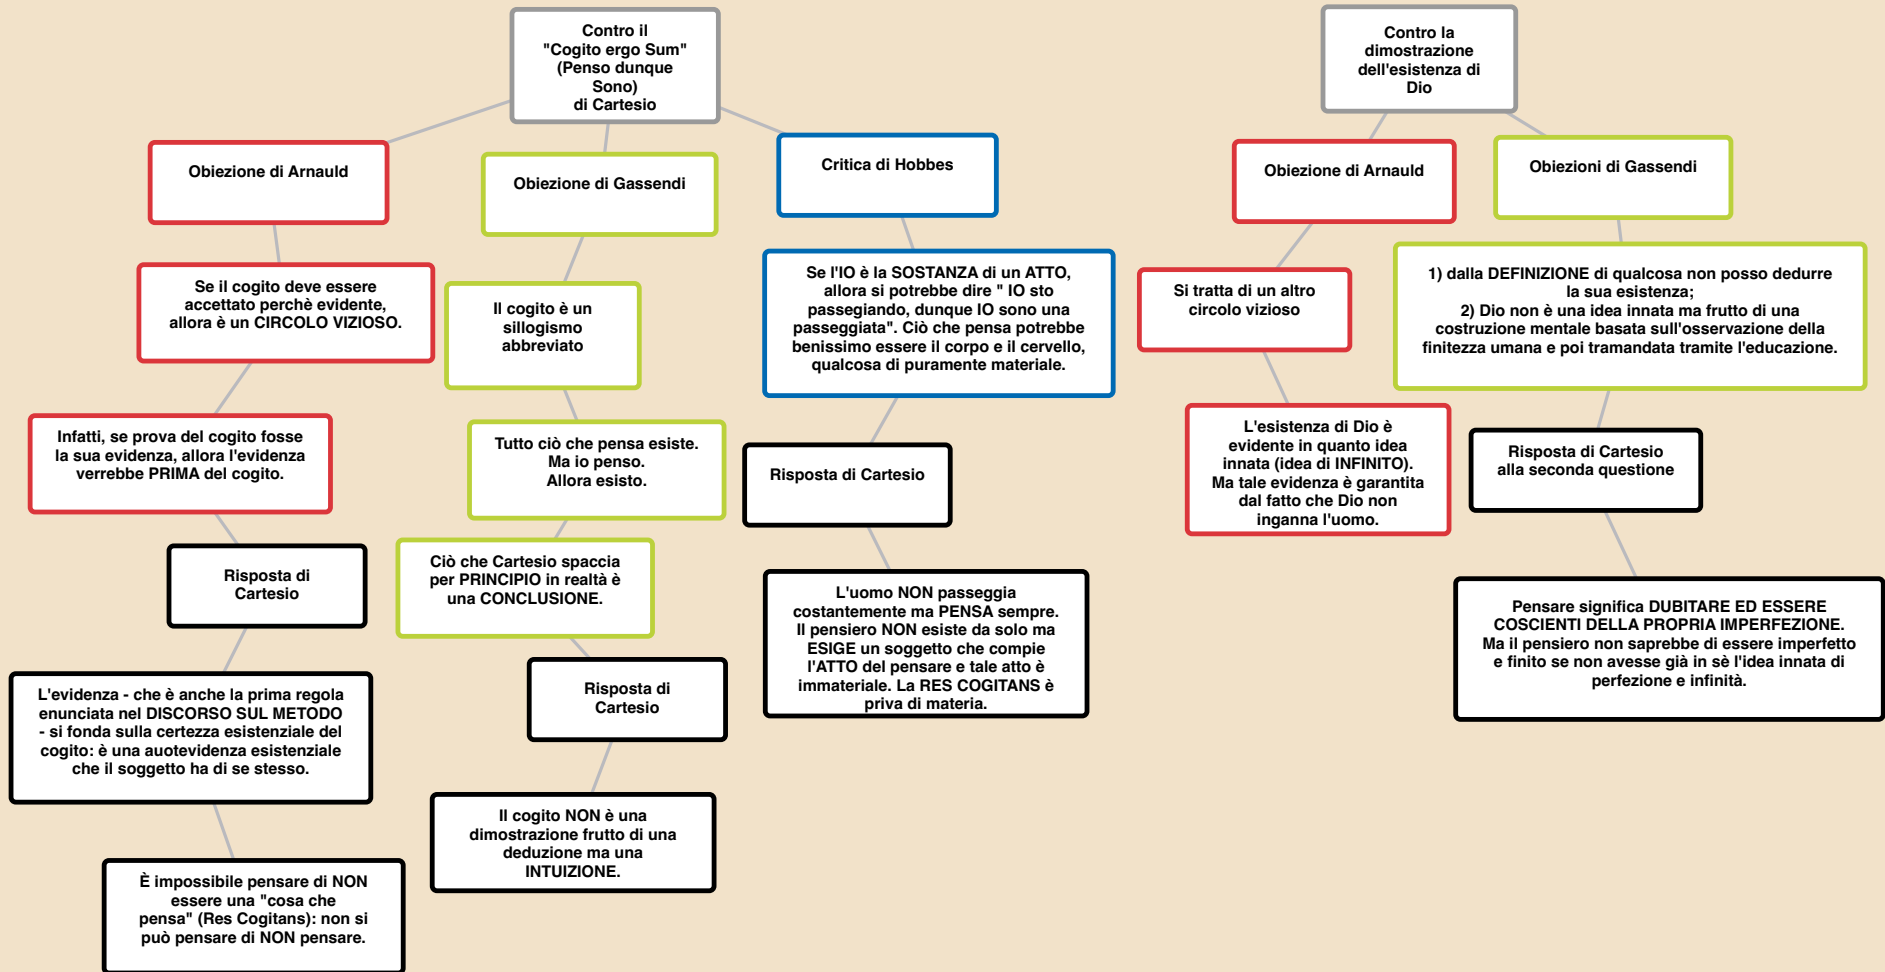 Contro il
"Cogito ergo Sum"
(Penso dunque
Sono)
di Cartesio
Obiezione di Arnauld
Se il cogito deve essere
accettato perchè evidente,
allora è un CIRCOLO VIZIOSO.
Infatti, se prova del cogito fosse
la sua evidenza, allora l'evidenza
verrebbe PRIMA del cogito.
Risposta di
Cartesio
L'evidenza - che è anche la prima regola
enunciata nel DISCORSO SUL METODO
- si fonda sulla certezza esistenziale del
cogito: è una auotevidenza esistenziale
che il soggetto ha di se stesso.
È impossibile pensare di NON
essere una "cosa che
pensa" (Res Cogitans): non si
può pensare di NON pensare.
Obiezione di Gassendi
Il cogito è un
sillogismo
abbreviato
Tutto ciò che pensa esiste.
Ma io penso.
Allora esisto.
Ciò che Cartesio spaccia
per PRINCIPIO in realtà è
una CONCLUSIONE.
Risposta di
Cartesio
Il cogito NON è una
dimostrazione frutto di una
deduzione ma una
INTUIZIONE.
Critica di Hobbes
Se l'IO è la SOSTANZA di un ATTO,
allora si potrebbe dire " IO sto
passegiando, dunque IO sono una
passeggiata". Ciò che pensa potrebbe
benissimo essere il corpo e il cervello,
qualcosa di puramente materiale.
Risposta di Cartesio
L'uomo NON passeggia
costantemente ma PENSA sempre.
Il pensiero NON esiste da solo ma
ESIGE un soggetto che compie
l'ATTO del pensare e tale atto è
immateriale. La RES COGITANS è
priva di materia.
Contro la
dimostrazione
dell'esistenza di
Dio
Obiezione di Arnauld
Si tratta di un altro
circolo vizioso
L'esistenza di Dio è
evidente in quanto idea
innata (idea di INFINITO).
Ma tale evidenza è garantita
dal fatto che Dio non
inganna l'uomo.
Obiezioni di Gassendi
1) dalla DEFINIZIONE di qualcosa non posso dedurre
la sua esistenza;
2) Dio non è una idea innata ma frutto di una
costruzione mentale basata sull'osservazione della
finitezza umana e poi tramandata tramite l'educazione.
Risposta di Cartesio
alla seconda questione
Pensare significa DUBITARE ED ESSERE
COSCIENTI DELLA PROPRIA IMPERFEZIONE.
Ma il pensiero non saprebbe di essere imperfetto
e finito se non avesse già in sè l'idea innata di
perfezione e infinità.